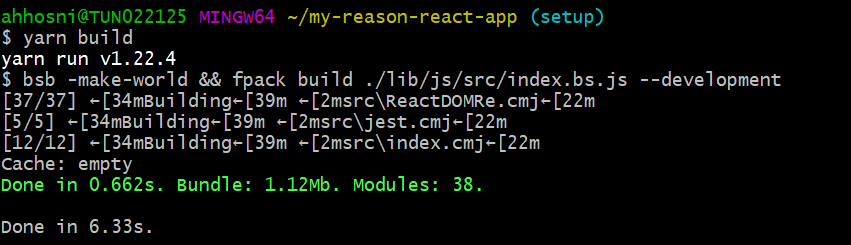 ahhosni@TUN022125 MINGW64 ~/my-reason-react-app (setup)
$ yarn build
yarn run v1.22.4
$ bsb -make-world && fpack build ./lib/js/src/index.bs.js --development
[37/37] ←[34mBuilding←[39m ←[2msrc\ReactDOMRe.cmj←[22m
[5/5] ←[34mBuilding←[39m ←[2msrc\jest.cmj←[22m
[12/12] ←[34mBuilding←[39m ←[2msrc\index.cmj←[22m
Cache: empty
Done in 0.662s. Bundle: 1.12Mb. Modules: 38.
Done in 6.33s.